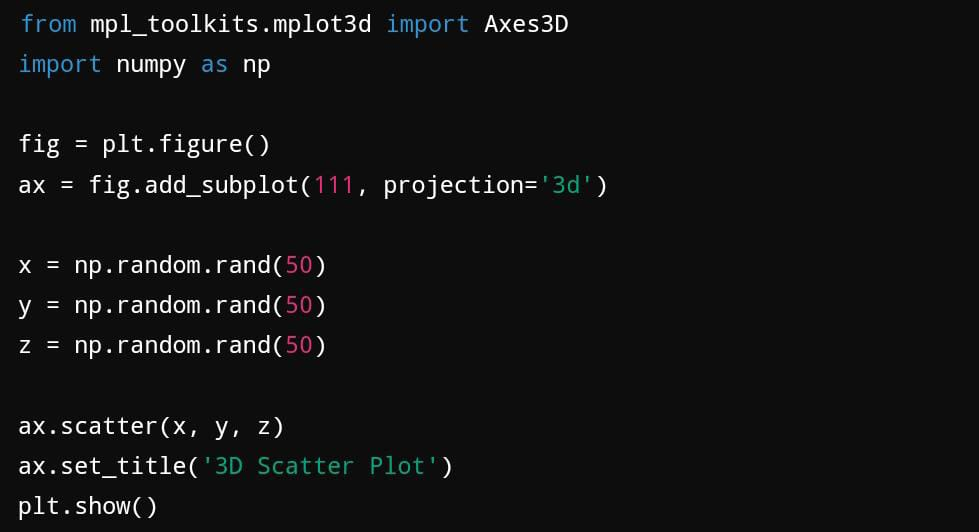 from mpl_toolkits.mplot3d import Axes3D
import numpy as np
fig = plt.figure()
ax = fig.add_subplot(111, projection='3d')
x = np.random.rand(50)
y = np.random.rand(50)
z = np.random.rand(50)
ax.scatter(x, y, z)
ax.set_title('3D Scatter Plot')
plt.show()